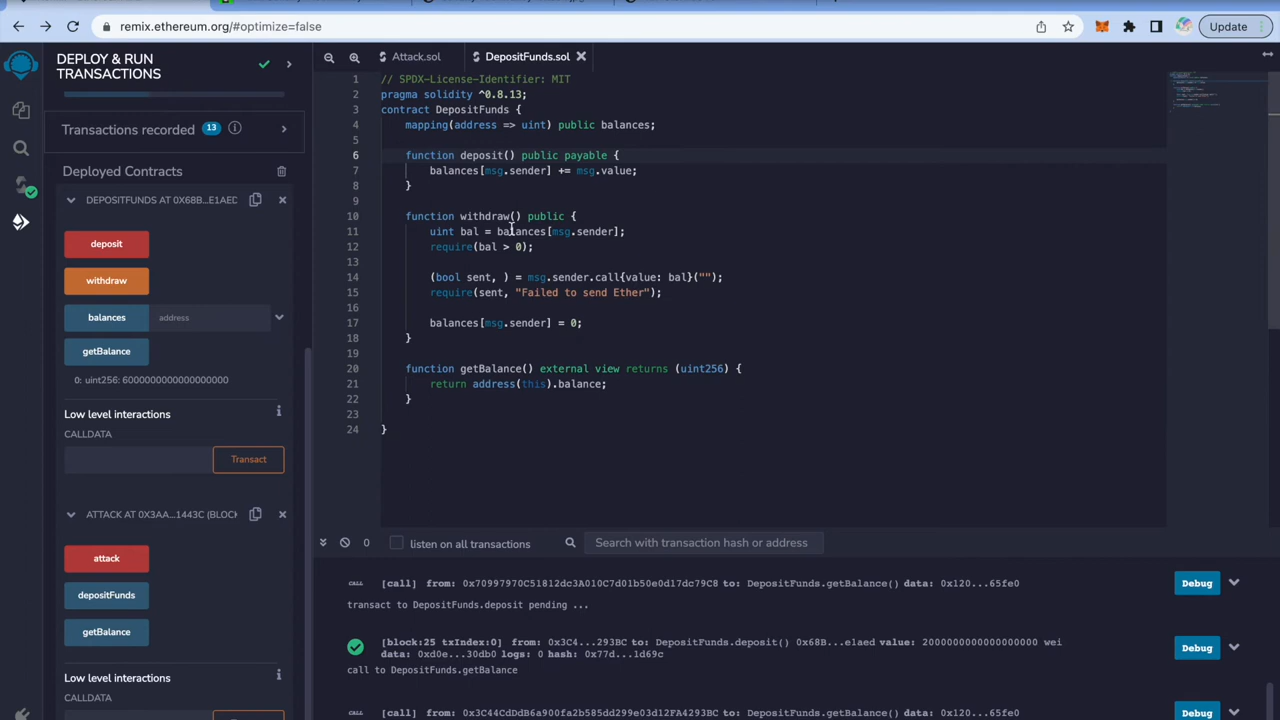 remix.ethereum.org/#optimize=false
Update
DEPLOY & RUN
TRANSACTIONS
Transactions recorded 13
Deployed Contracts
DEPOSITFUNDS AT 0X68B...E1AED
deposit
withdraw
balances address
getBalance
0: uint256: 6000000000000000000
Low level interactions
CALLDATA
Transact
ATTACK AT 0X3AA...1443C (BLOCK
attack
depositFunds
getBalance
Low level interactions
CALLDATA
Attack.sol DepositFunds.sol
1 // SPDX-License-Identifier: MIT
2 pragma solidity ^0.8.13;
3 contract DepositFunds {
4 mapping(address => uint) public balances;
5
6 function deposit() public payable {
7 balances[msg.sender] += msg.value;
8 }
9
10 function withdraw() public {
11 uint bal = balances[msg.sender];
12 require(bal > 0);
13
14 (bool sent, ) = msg.sender.call{value: bal}("");
15 require(sent, "Failed to send Ether");
16
17 balances[msg.sender] = 0;
18 }
19
20 function getBalance() external view returns (uint256) {
21 return address(this).balance;
22 }
23
24 }
0 listen on all transactions Search with transaction hash or address
CALL [call] from: 0x70997970C51812dc3A010C7d01b50e0d17dc79C8 to: DepositFunds.getBalance() data: 0x120...65fe0 Debug
transact to DepositFunds.deposit pending ...
[block:25 txIndex:0] from: 0x3C4...293BC to: DepositFunds.deposit() 0x68B...e1aed value: 2000000000000000000 wei Debug
data: 0xd0e...30db0 logs: 0 hash: 0x77d...1d69c
call to DepositFunds.getBalance
CALL [call] from: 0x3C44CdDdB6a900fa2b585dd299e03d12FA4293BC to: DepositFunds.getBalance() data: 0x120...65fe0 Debug